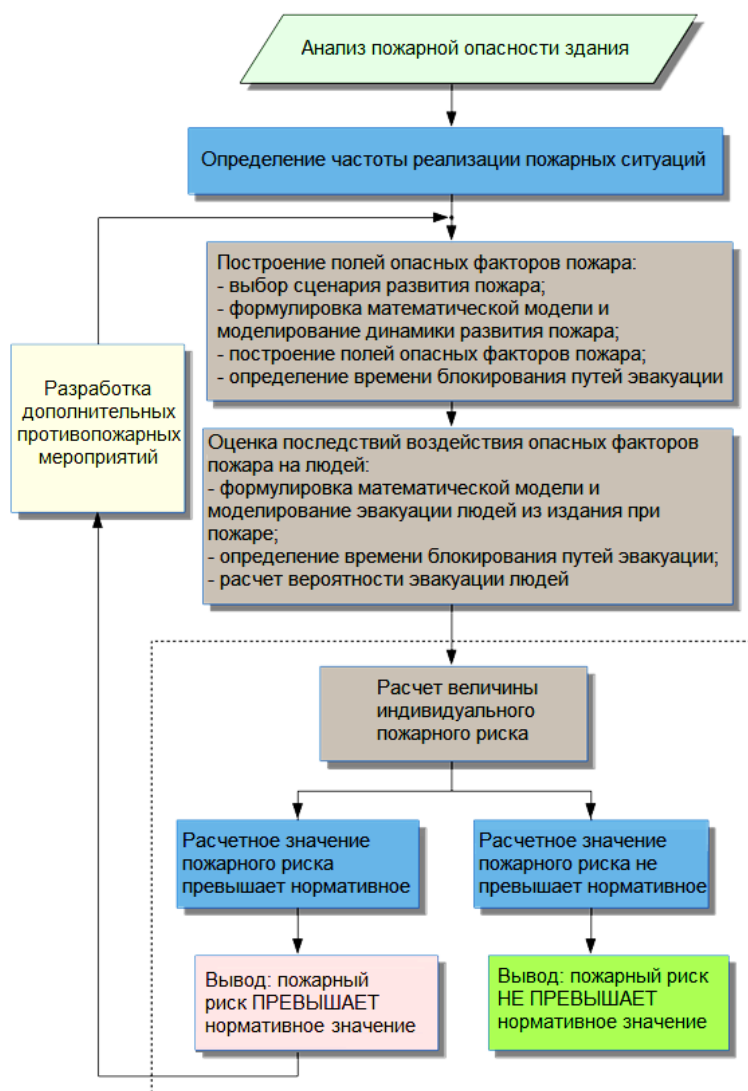 Анализ пожарной опасности здания
Определение частоты реализации пожарных ситуаций
Построение полей опасных факторов пожара:
- выбор сценария развития пожара;
- формулировка математической модели и
моделирование динамики развития пожара;
- построение полей опасных факторов пожара;
- определение времени блокирования путей эвакуации
Разработка
дополнительных
противопожарных
мероприятий
Оценка последствий воздействия опасных факторов
пожара на людей:
- формулировка математической модели и
моделирование эвакуации людей из издания при
пожаре;
- определение времени блокирования путей эвакуации;
- расчет вероятности эвакуации людей
Расчет величины
индивидуального
пожарного риска
Расчетное значение
пожарного риска
превышает нормативное
Расчетное значение
пожарного риска не
превышает нормативное
Вывод: пожарный
риск ПРЕВЫШАЕТ
нормативное значение
Вывод: пожарный риск
НЕ ПРЕВЫШАЕТ
нормативное значение